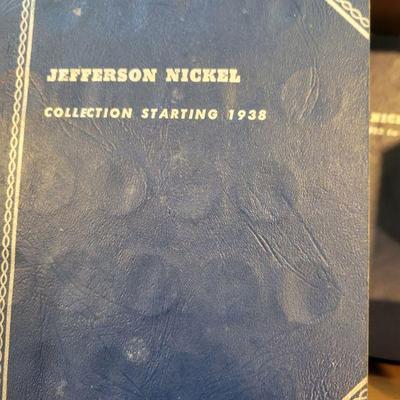 JEFFERSON NICKEL
COLLECTION STARTING 1938